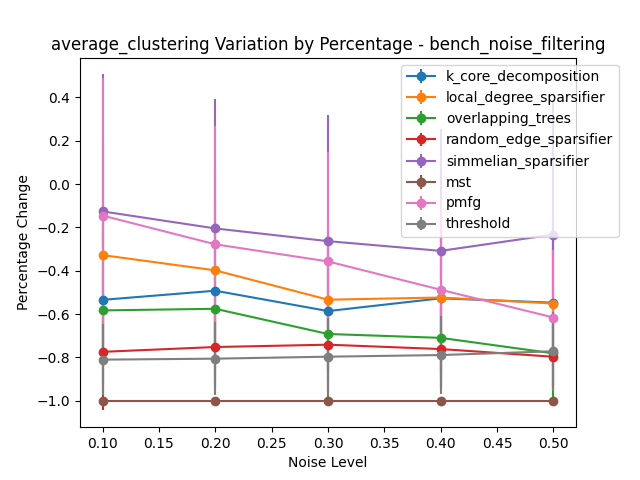 average_clustering Variation by Percentage - bench_noise_filtering
k_core_decomposition
local_degree_sparsifier
overlapping_trees
random_edge_sparsifier
simmelian_sparsifier
mst
pmfg
threshold
Percentage Change
0.4
0.2
0.0
−0.2
−0.4
−0.6
−0.8
−1.0
0.10 0.15 0.20 0.25 0.30 0.35 0.40 0.45 0.50
Noise Level